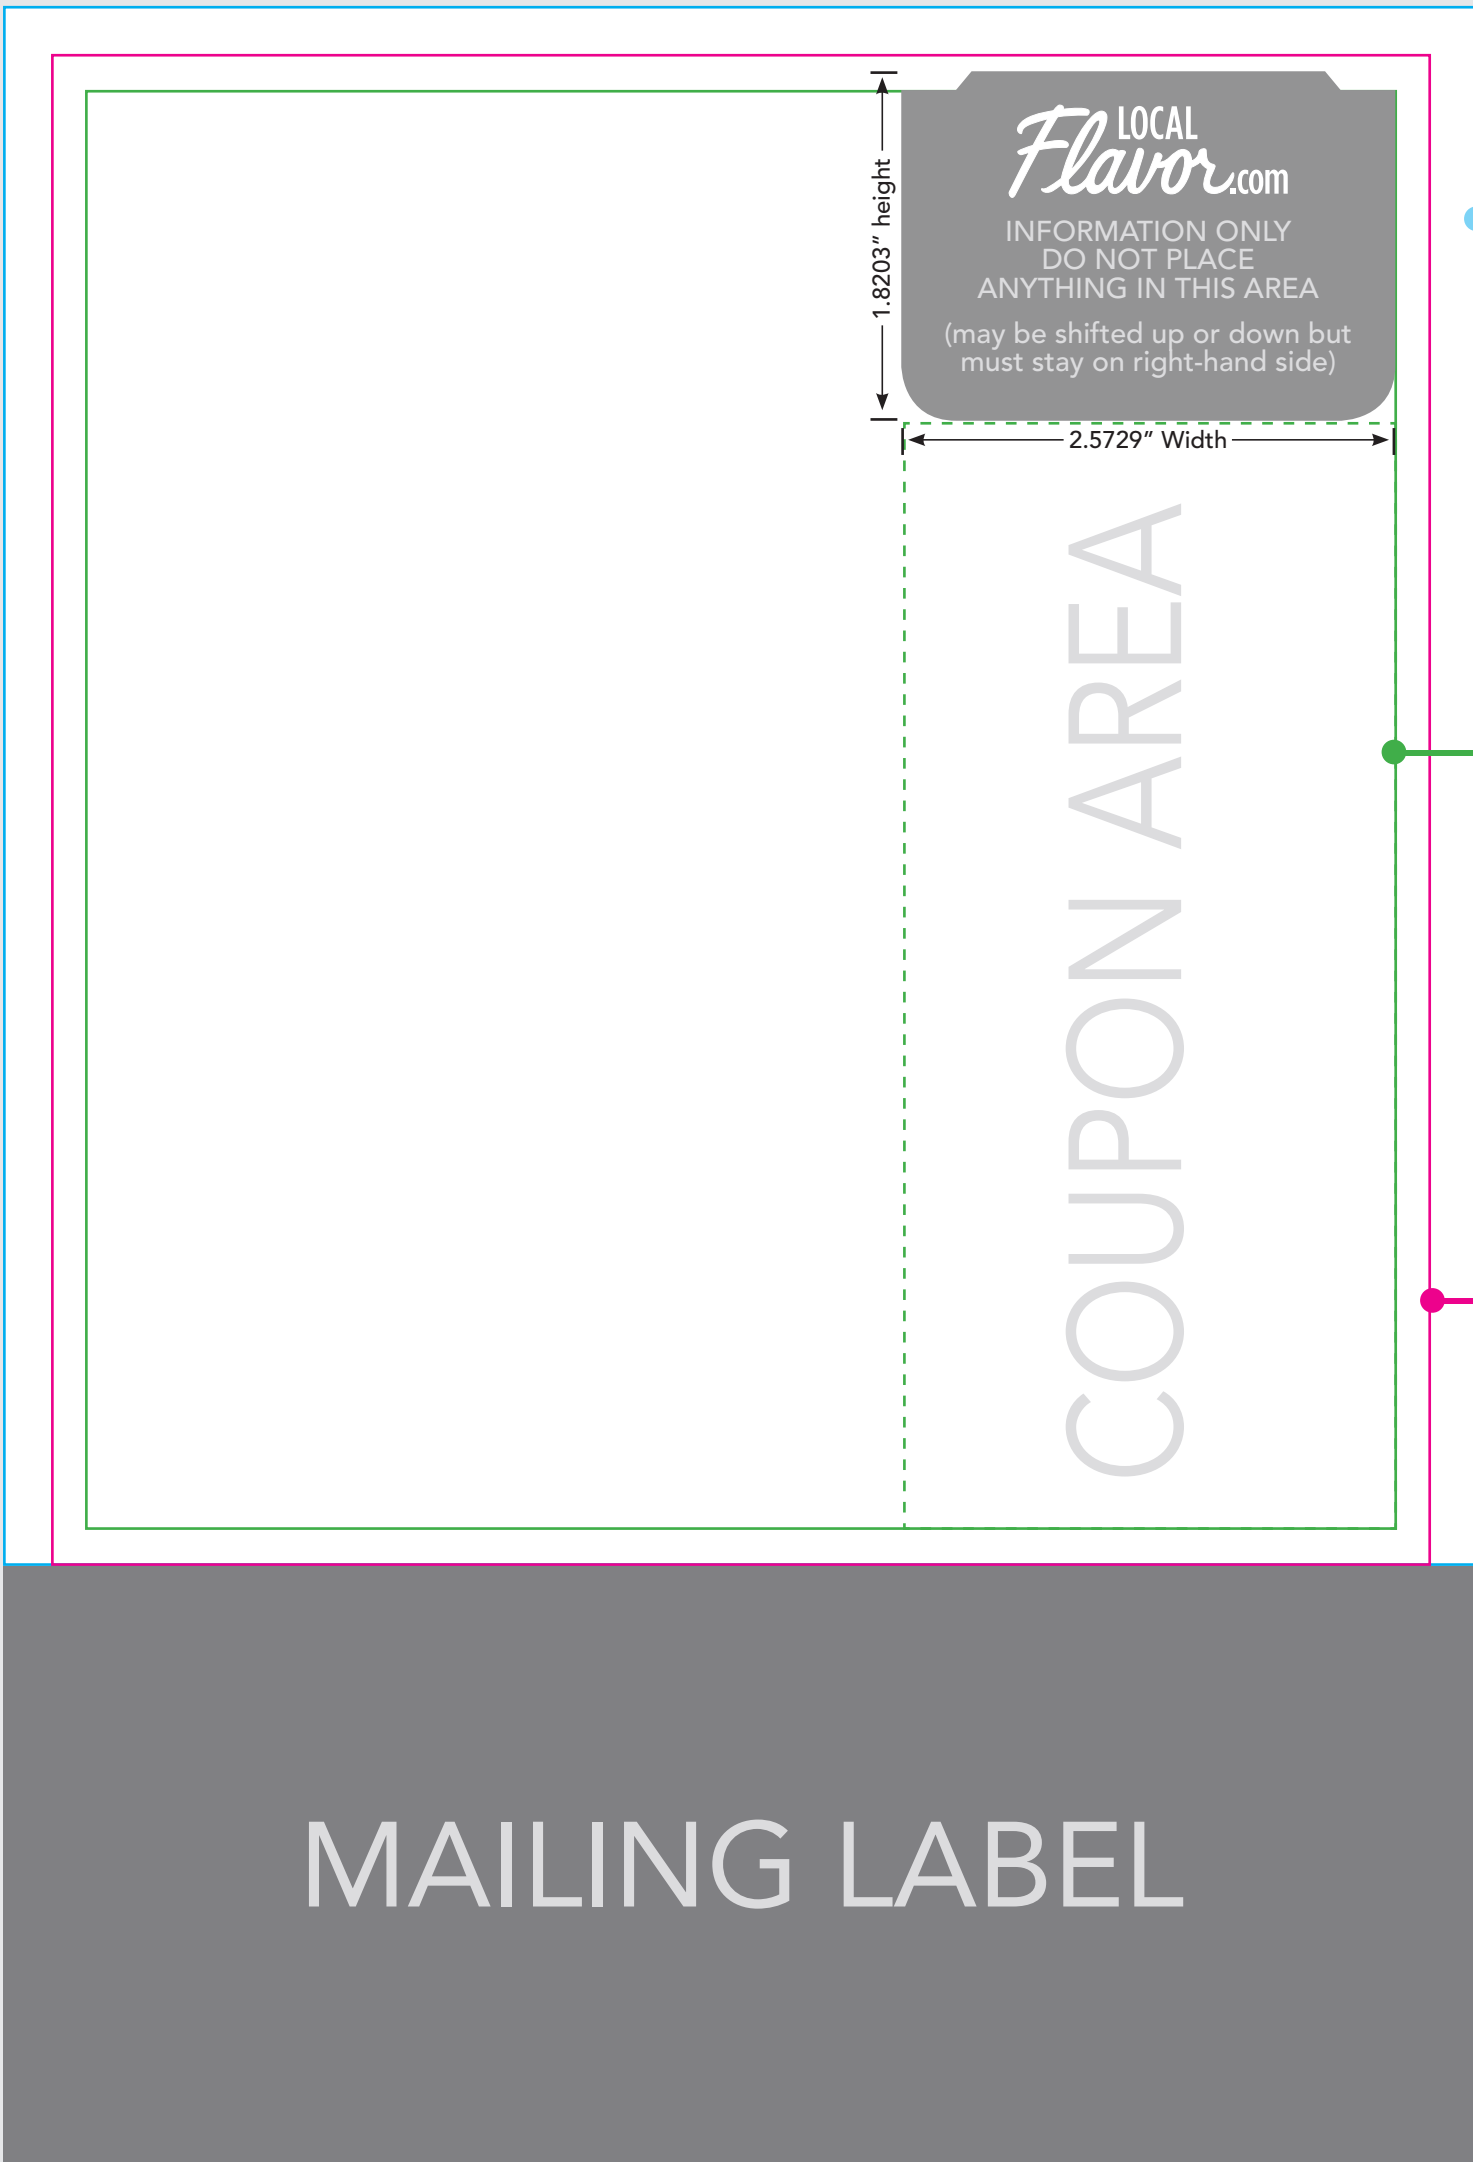 LOCAL
Flavor.com
INFORMATION ONLY
DO NOT PLACE
ANYTHING IN THIS AREA
(may be shifted up or down but
must stay on right-hand side)
1.8203″ height
2.5729″ Width
COUPON AREA
MAILING LABEL